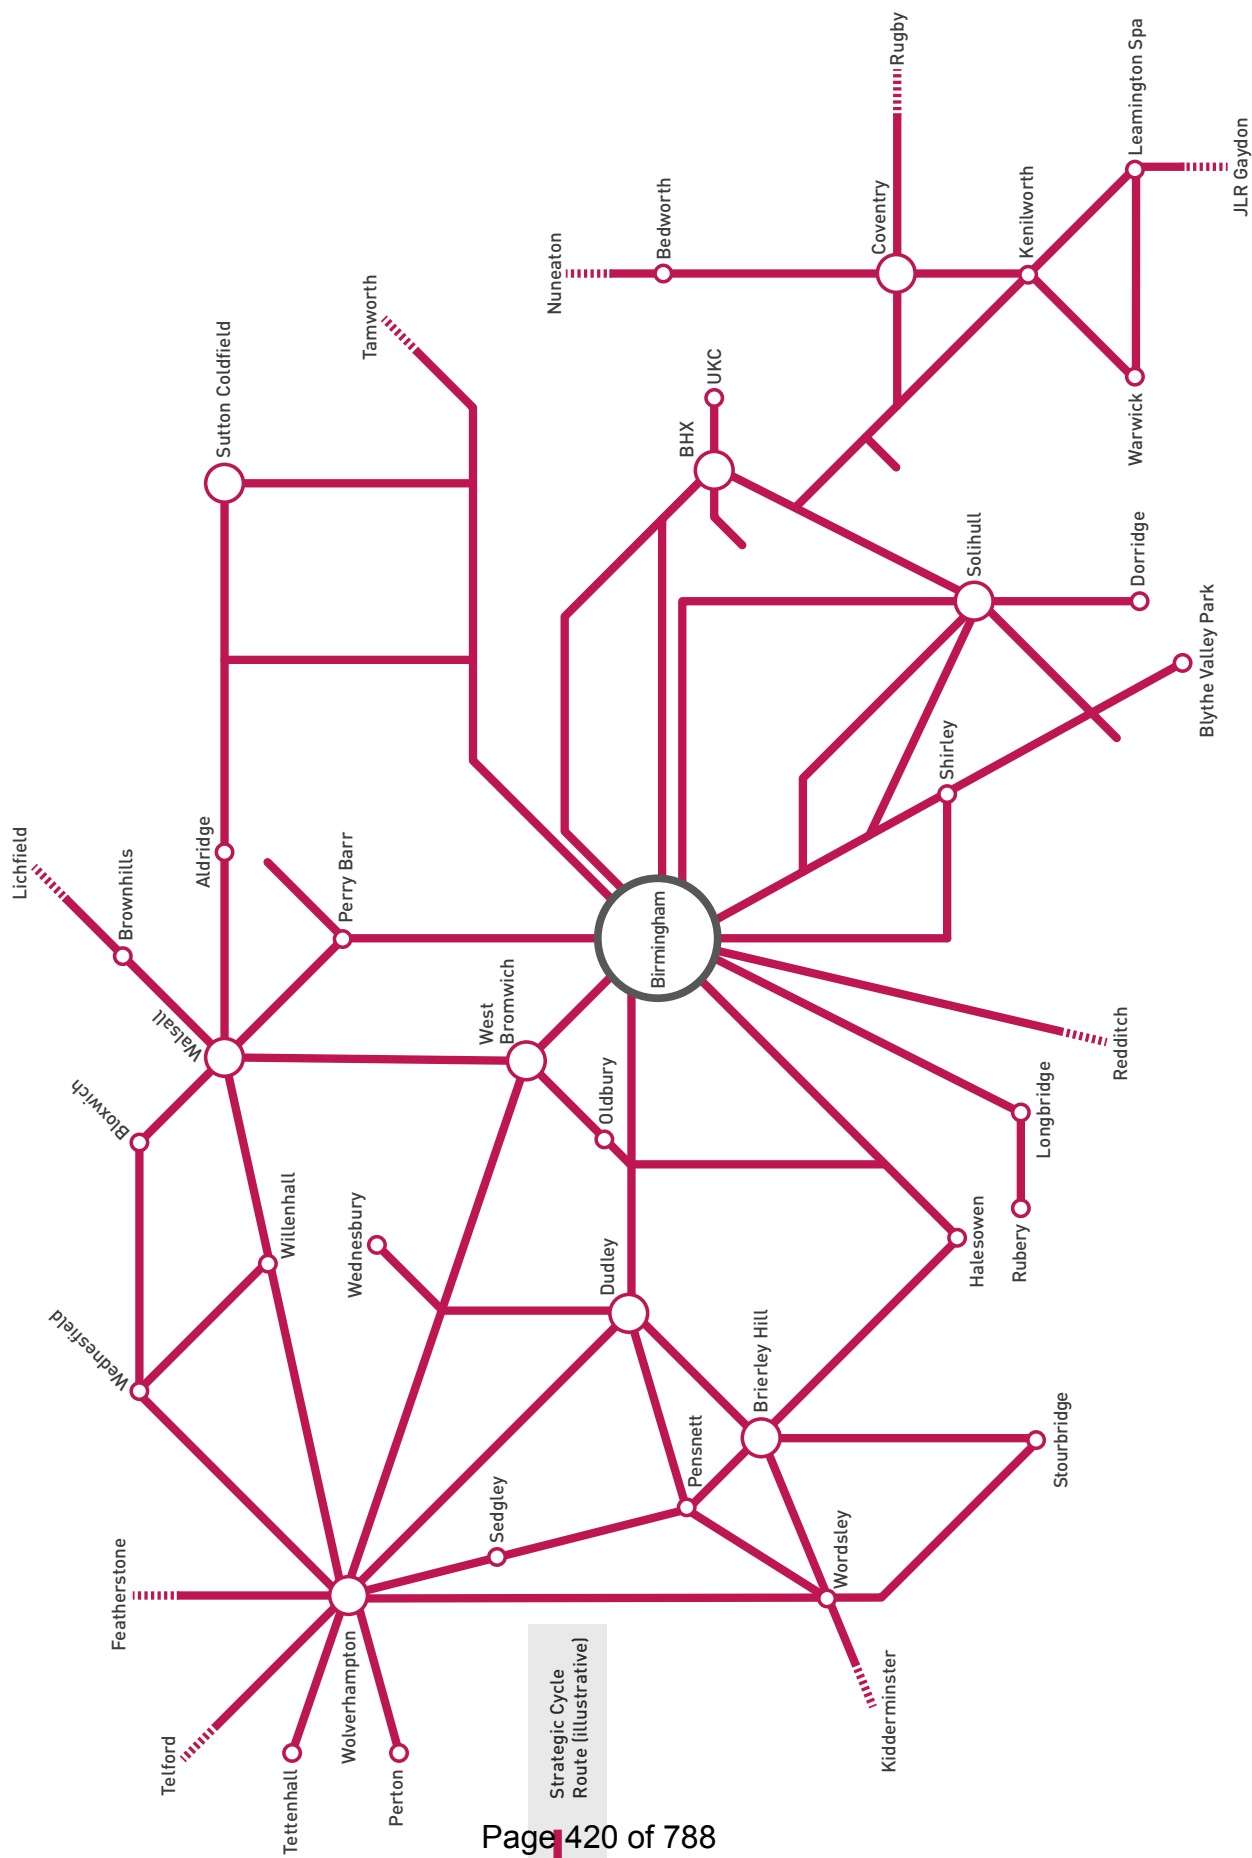 Rugby
Leamington Spa
JLR Gaydon
Kenilworth
Coventry
Bedworth
Nuneaton
Tamworth
Sutton Coldfield
UKC
BHX
Warwick
Solihull
Dorridge
Blythe Valley Park
Shirley
Lichfield
Brownhills
Aldridge
Perry Barr
Walsall
Bloxwich
Birmingham
West
Bromwich
Oldbury
Redditch
Longbridge
Rubery
Halesowen
Willenhall
Wednesbury
Dudley
Wednesfield
Brierley Hill
Pensnett
Stourbridge
Sedgley
Wordsley
Kidderminster
Featherstone
Wolverhampton
Telford
Tettenhall
Perton
Strategic Cycle
Route (illustrative)
Page 420 of 788